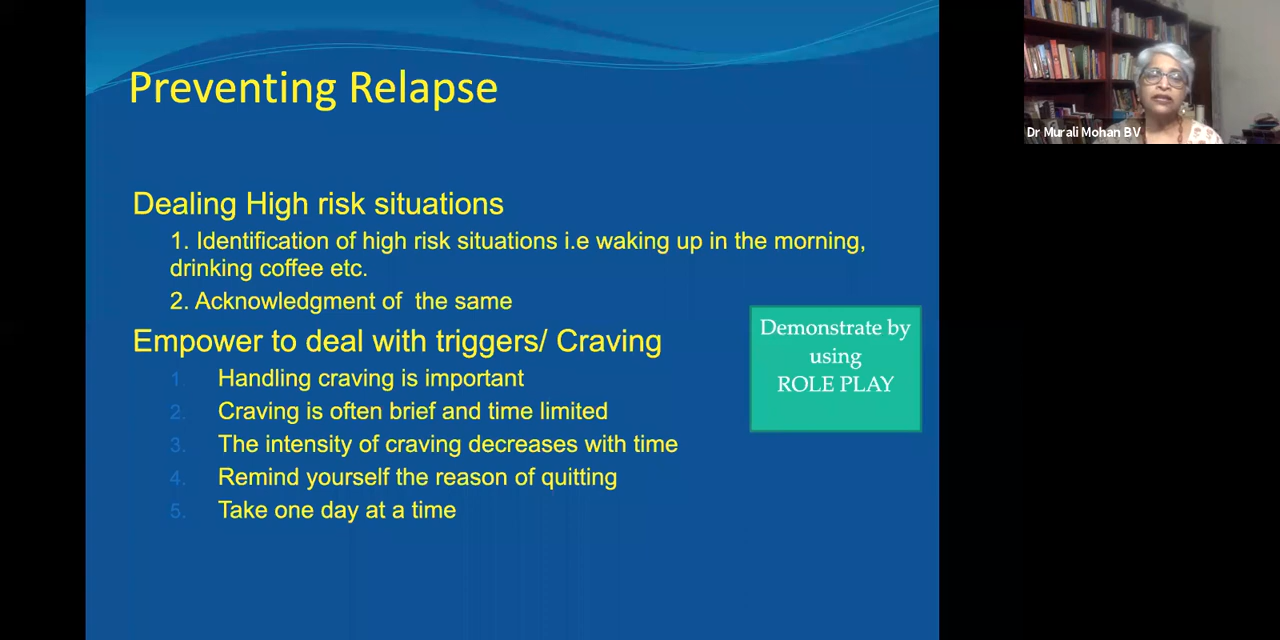 Preventing Relapse
Dealing High risk situations
1. Identification of high risk situations i.e waking up in the morning,
drinking coffee etc.
2. Acknowledgment of the same
Empower to deal with triggers/ Craving
1. Handling craving is important
2. Craving is often brief and time limited
3. The intensity of craving decreases with time
4. Remind yourself the reason of quitting
5. Take one day at a time
Demonstrate by
using
ROLE PLAY
Dr Murali Mohan BV